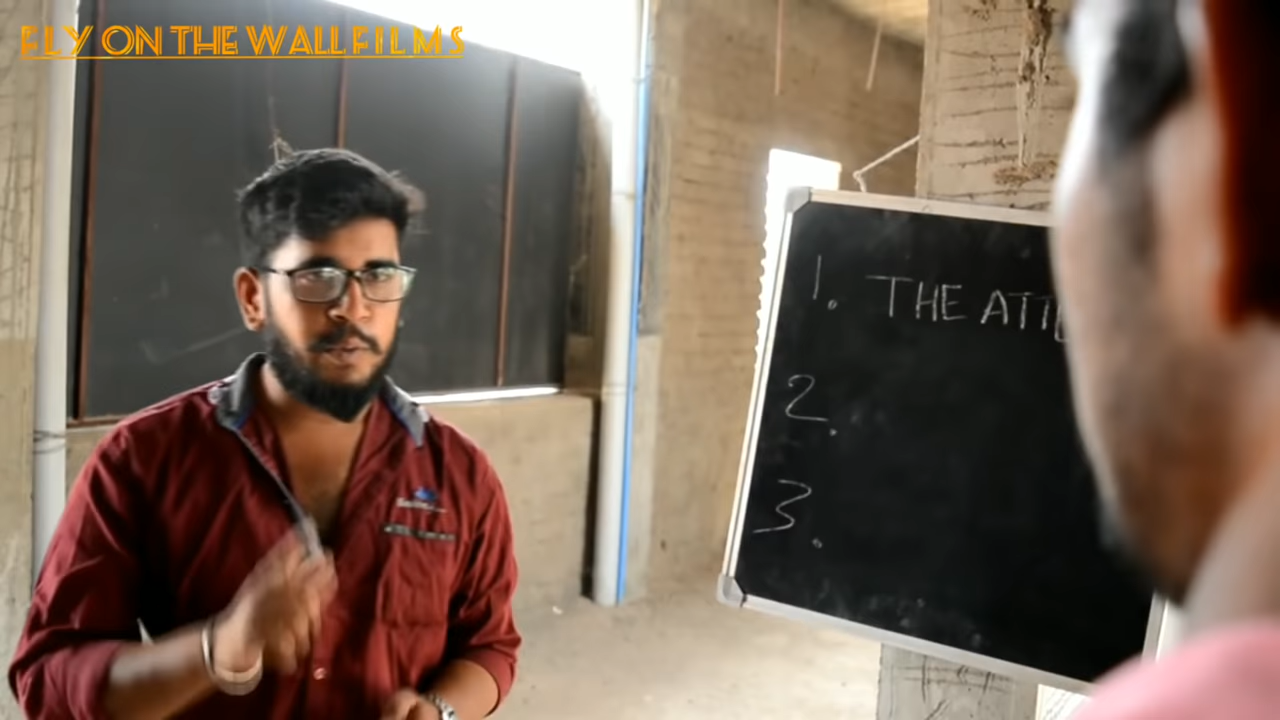 FLY ON THE WALL FILMS
1. THE ATT
2.
3.